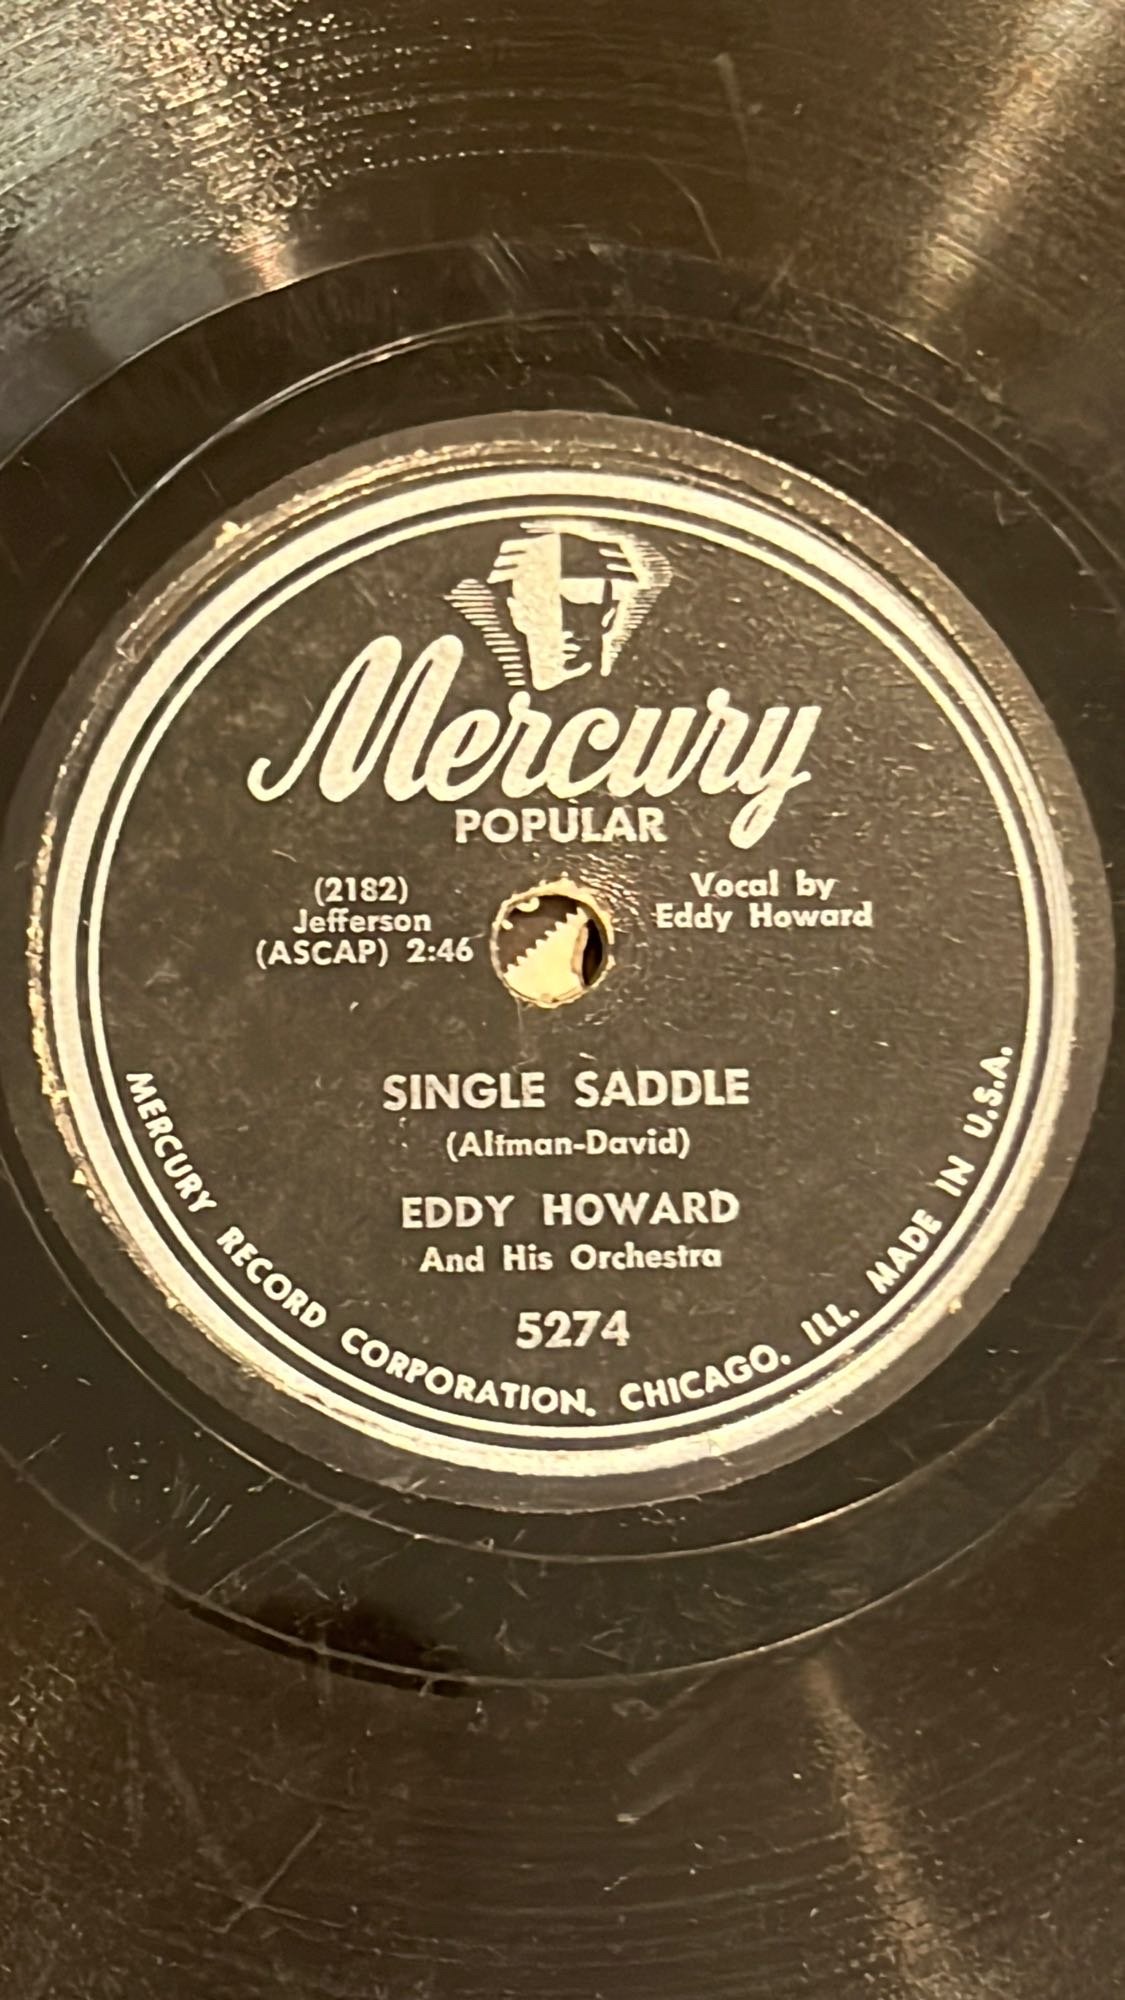 Mercury
POPULAR
(2182)
Jefferson
(ASCAP) 2:46
Vocal by
Eddy Howard
SINGLE SADDLE
(Altman-David)
EDDY HOWARD
And His Orchestra
5274
MERCURY RECORD CORPORATION. CHICAGO. ILL. MADE IN U.S.A.